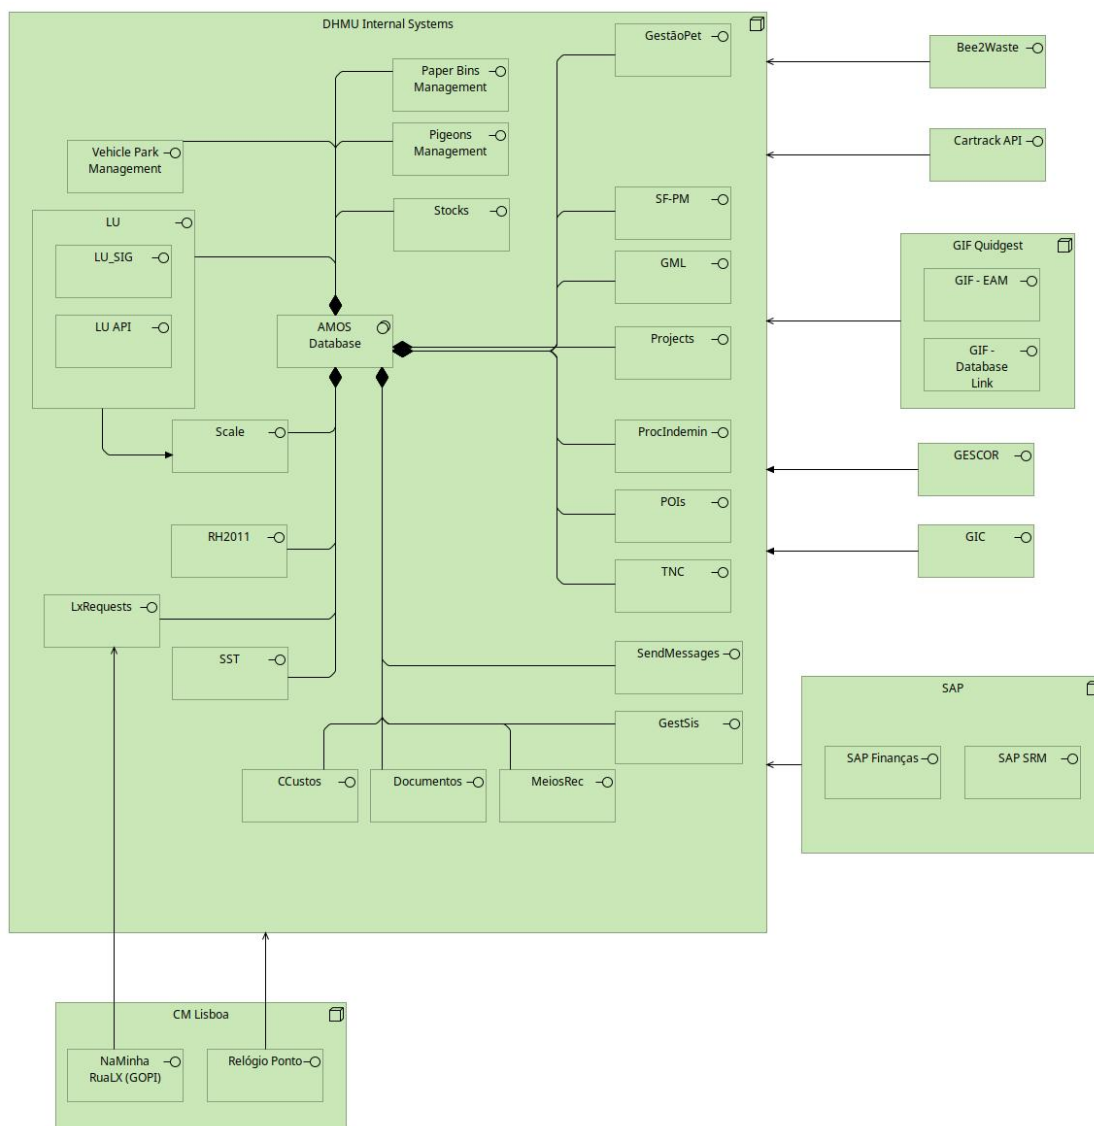 DHMU Internal Systems
GestãoPet
Paper Bins
Management
Pigeons
Management
Vehicle Park
Management
Stocks
LU
LU_SIG
LU API
AMOS
Database
SF-PM
GML
Projects
Scale
ProcIndemin
POIs
RH2011
TNC
LxRequests
SST
SendMessages
GestSis
CCustos
Documentos
MeiosRec
Bee2Waste
Cartrack API
GIF Quidgest
GIF - EAM
GIF -
Database
Link
GESCOR
GIC
SAP
SAP Finanças
SAP SRM
CM Lisboa
NaMinha
RuaLX (GOPI)
Relógio Ponto